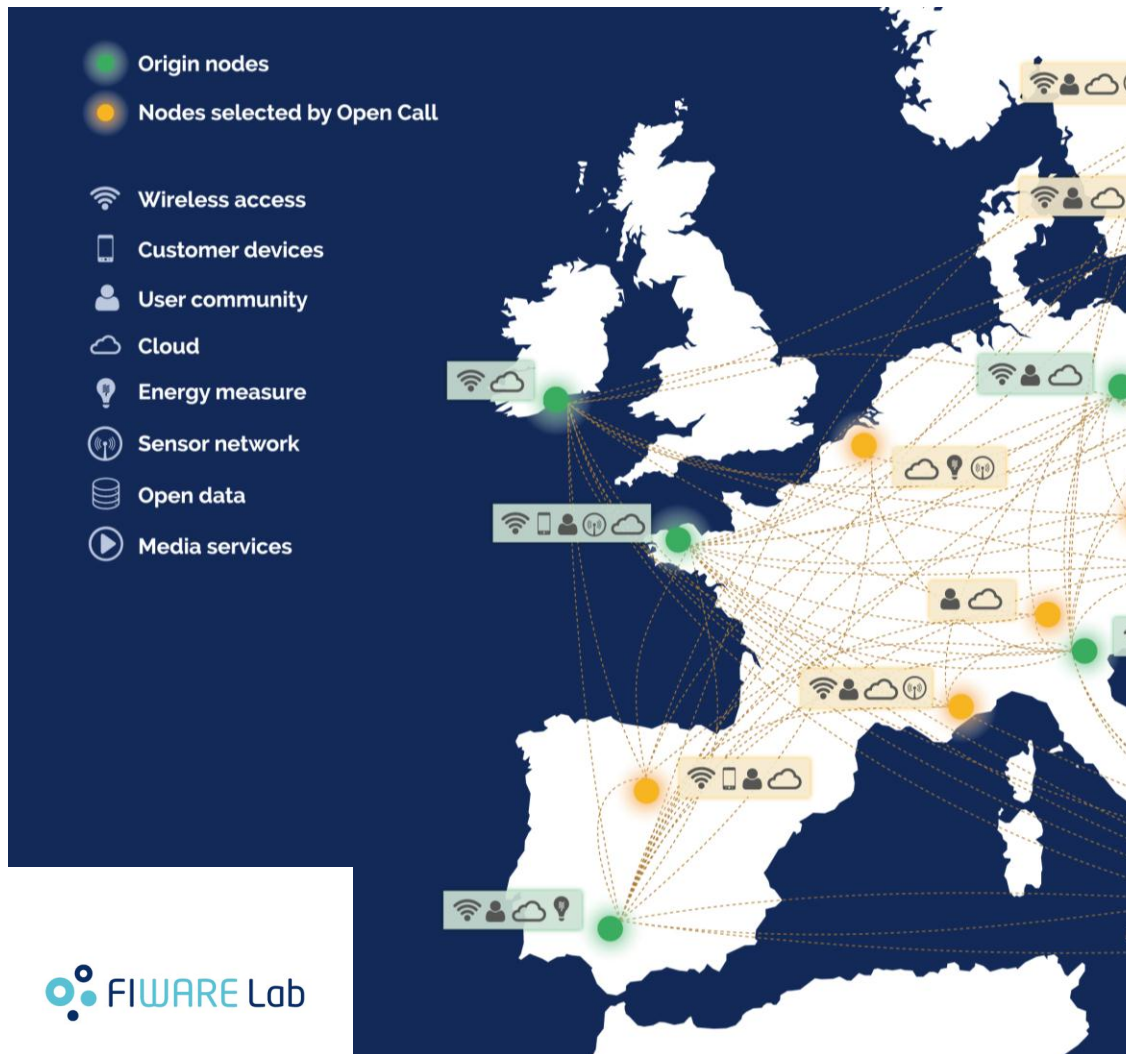 Origin nodes
Nodes selected by Open Call
Wireless access
Customer devices
User community
Cloud
Energy measure
Sensor network
Open data
Media services
FIWARE Lab